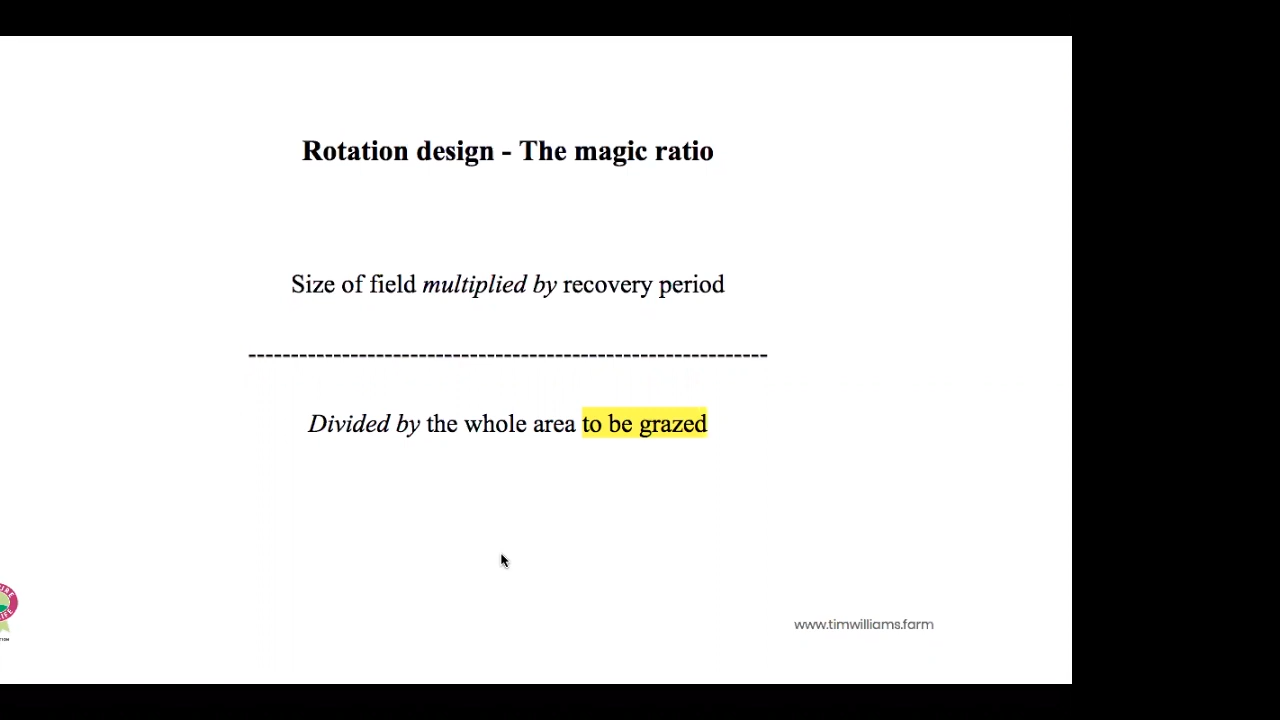 Rotation design - The magic ratio
Size of field multiplied by recovery period
-------------------------------------------------------------
Divided by the whole area to be grazed
www.timwilliams.farm